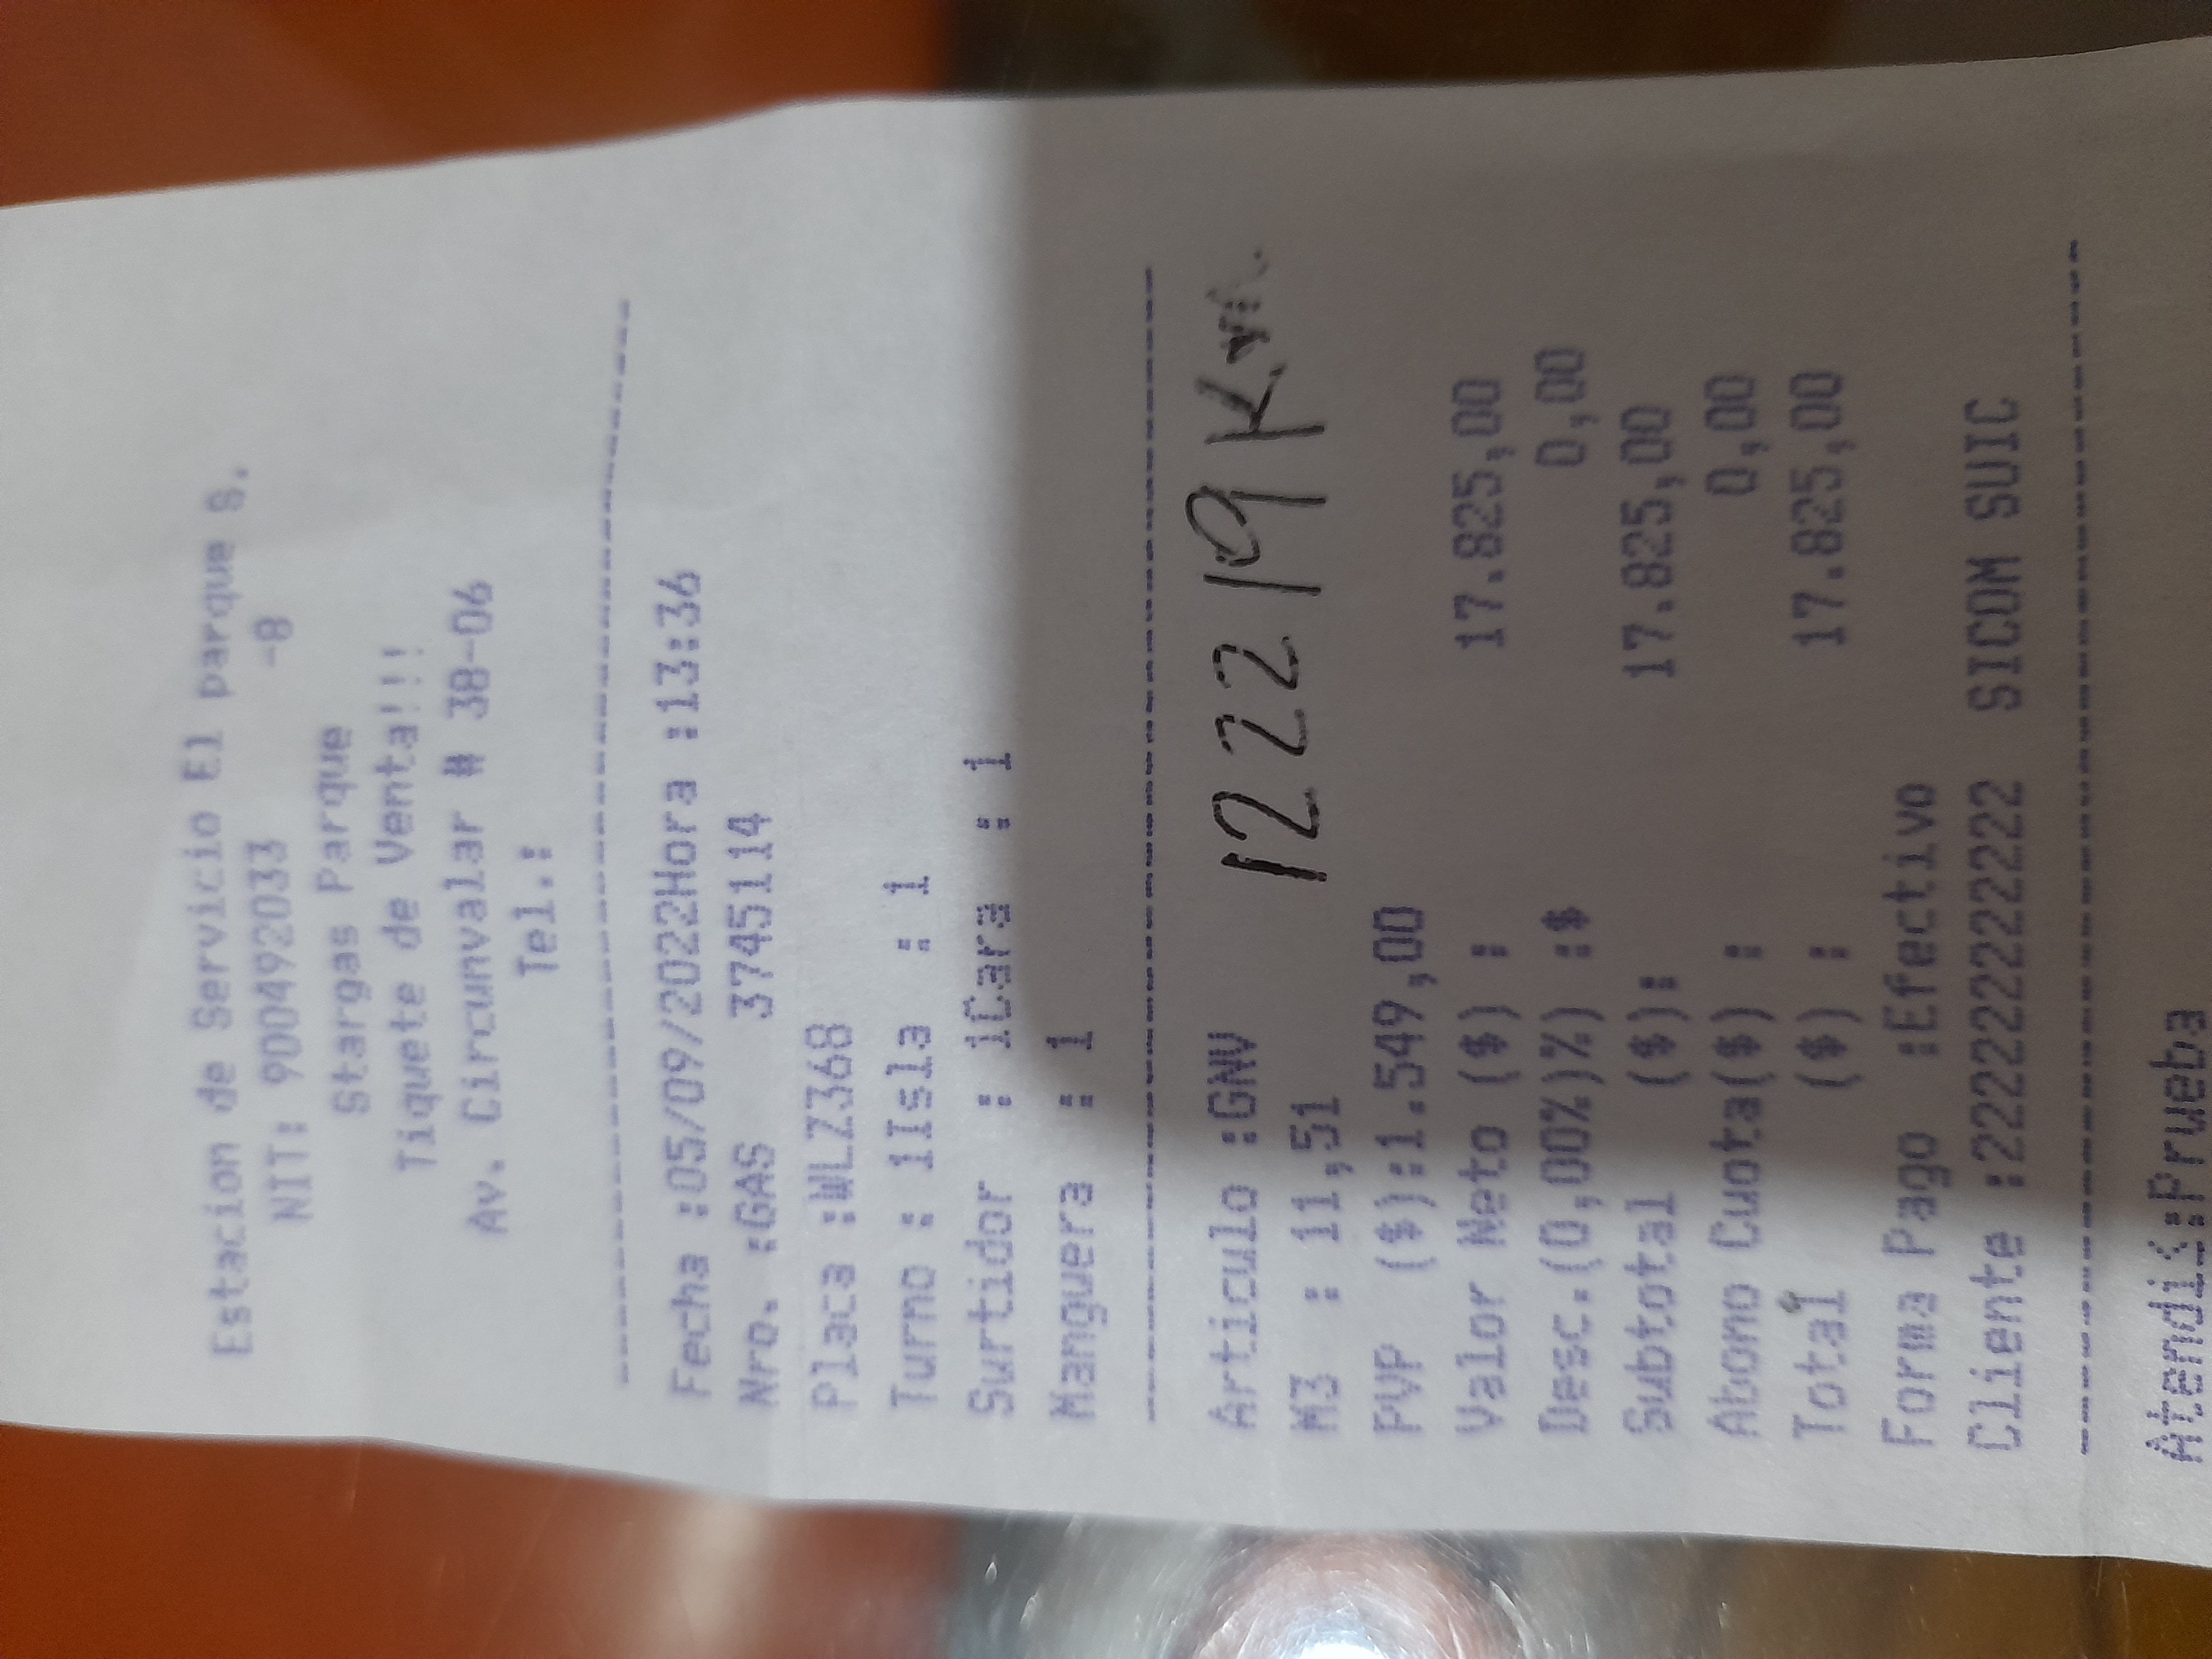 Estacion de Servicio El parque S.
NIT: 900492033 -8
Stargas Parque
Tiquete de Venta!!!
Av. Circunvalar # 38-06
Tel.:
Fecha :05/09/2022Hora :13:36
Nro. :GAS 3745114
Placa :WLZ368
Turno : 1Isla : 1
Surtidor : 1Cara : 1
Manguera : 1
Articulo :GNV
122219 Km.
M3 : 11,51
PVP ($):1.549,00
Valor Neto ($) : 17.825,00
Desc.(0,00%)%) :$ 0,00
Subtotal ($): 17.825,00
Abono Cuota($) : 0,00
Total ($) : 17.825,00
Forma Pago :Efectivo
Cliente :222222222222 SICOM SUIC